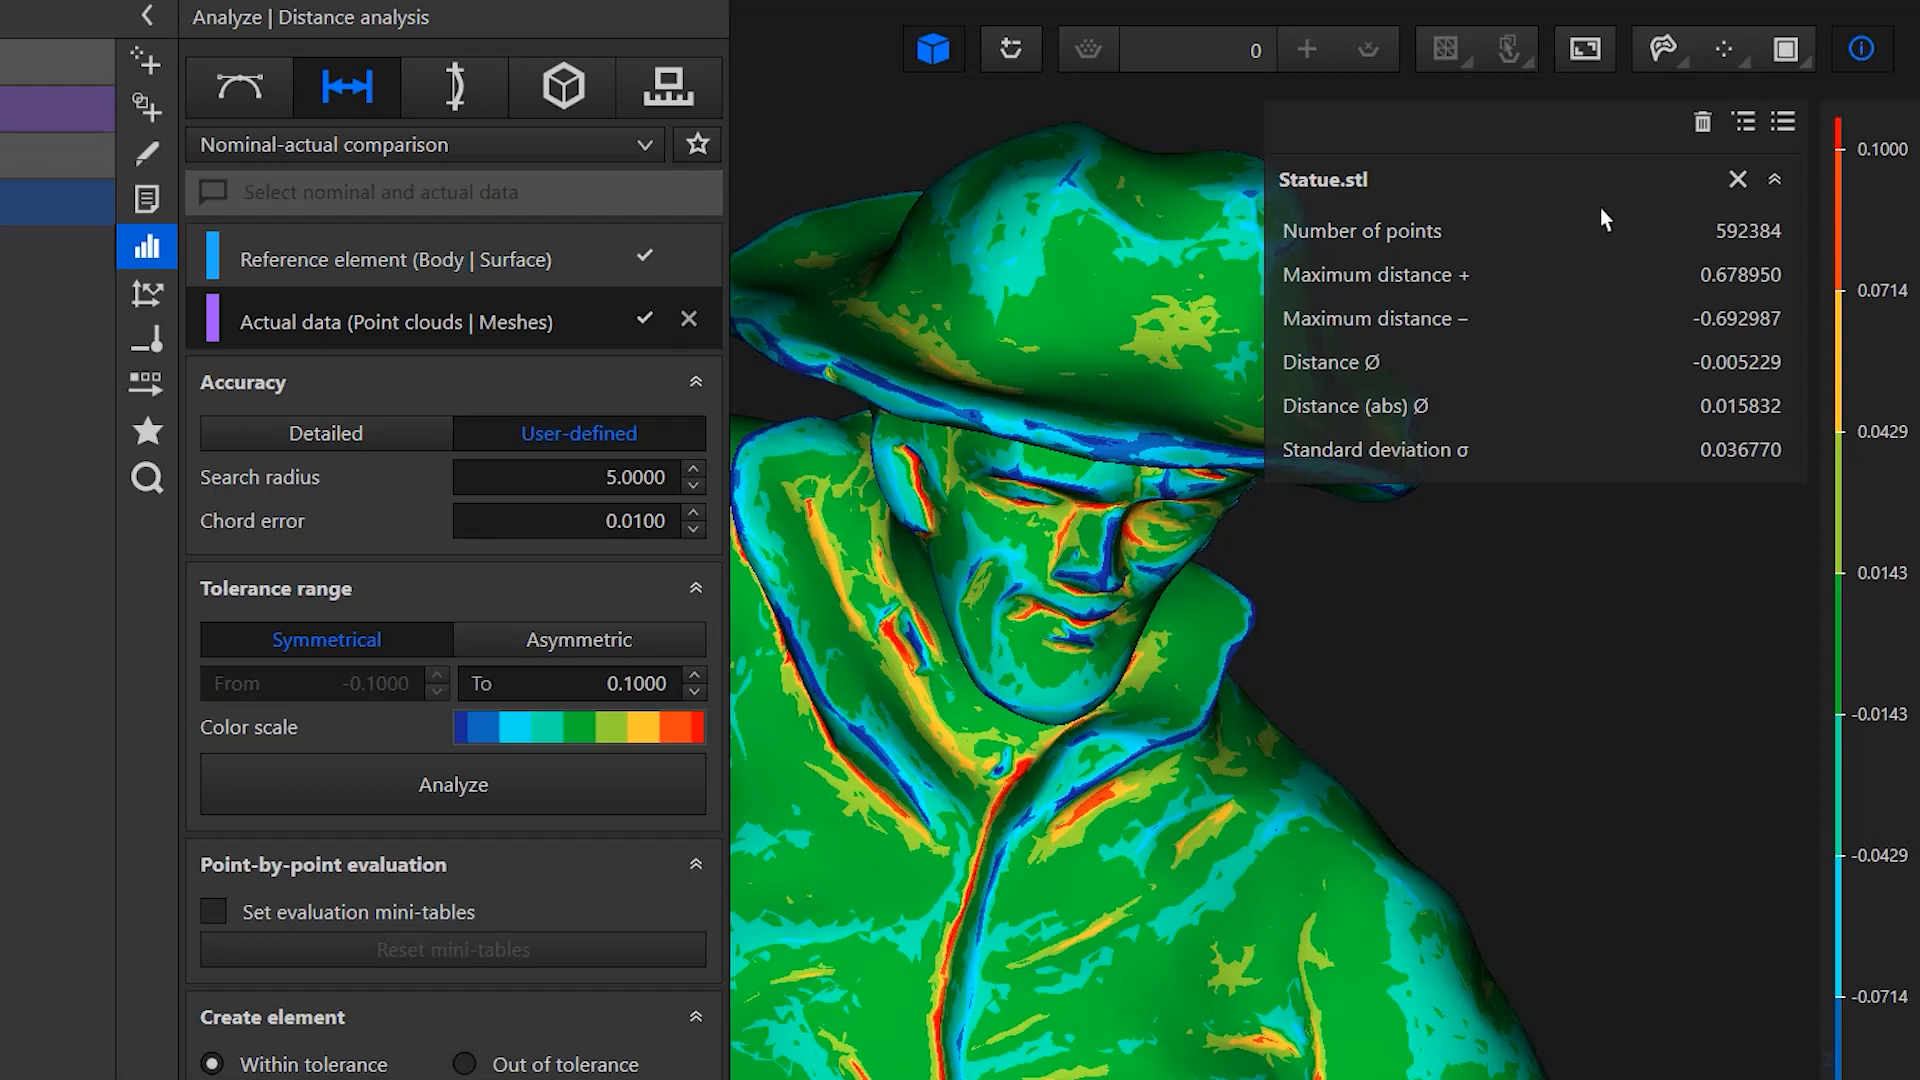 Analyze | Distance analysis
0
Nominal-actual comparison
Select nominal and actual data
Reference element (Body | Surface)
Actual data (Point clouds | Meshes)
Accuracy
Detailed
User-defined
Search radius 5.0000
Chord error 0.0100
Tolerance range
Symmetrical
Asymmetric
From -0.1000 To 0.1000
Color scale
Analyze
Point-by-point evaluation
Set evaluation mini-tables
Reset mini-tables
Create element
Within tolerance
Out of tolerance
Statue.stl
Number of points 592384
Maximum distance + 0.678950
Maximum distance – -0.692987
Distance Ø -0.005229
Distance (abs) Ø 0.015832
Standard deviation σ 0.036770
0.1000
0.0714
0.0429
0.0143
-0.0143
-0.0429
-0.0714